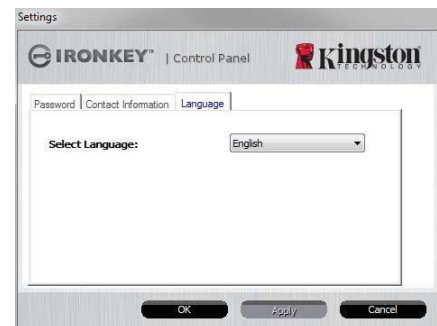 Settings
IRONKEY™ | Control Panel
Kingston
TECHNOLOGY
Password Contact Information Language
Select Language: English
OK Apply Cancel